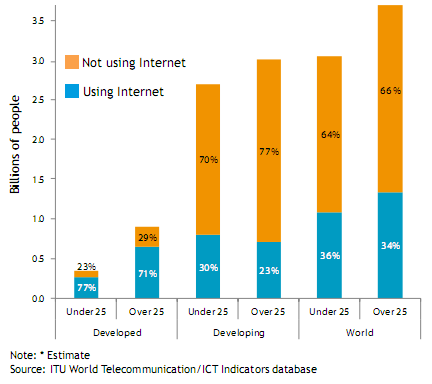 Billions of people
3.5
3.0
2.5
2.0
1.5
1.0
0.5
0.0
Not using Internet
Using Internet
23%
77%
29%
71%
70%
30%
77%
23%
64%
36%
66%
34%
Under 25 Over 25 Under 25 Over 25 Under 25 Over 25
Developed Developing World
Note: * Estimate
Source: ITU World Telecommunication/ICT Indicators database